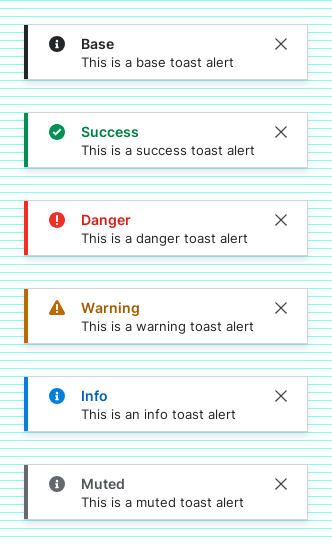 Base
This is a base toast alert
Success
This is a success toast alert
Danger
This is a danger toast alert
Warning
This is a warning toast alert
Info
This is an info toast alert
Muted
This is a muted toast alert